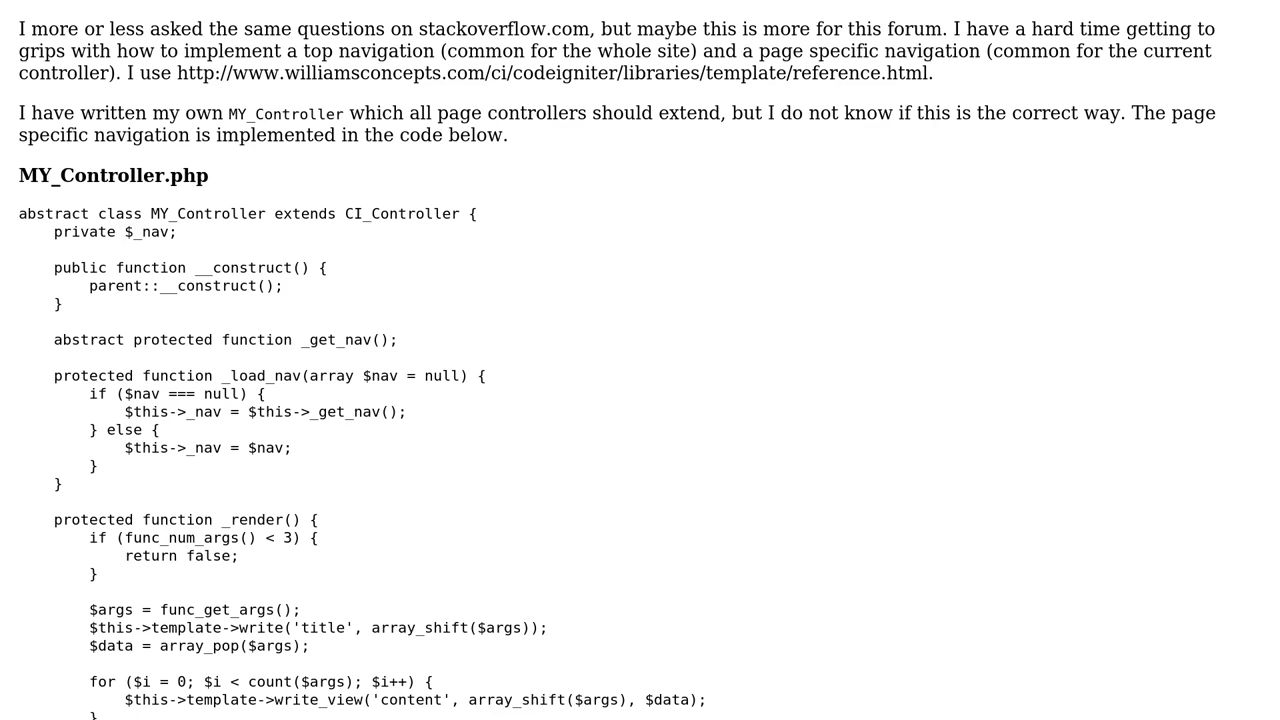 I more or less asked the same questions on stackoverflow.com, but maybe this is more for this forum. I have a hard time getting to
grips with how to implement a top navigation (common for the whole site) and a page specific navigation (common for the current
controller). I use http://www.williamsconcepts.com/ci/codeigniter/libraries/template/reference.html.
I have written my own MY_Controller which all page controllers should extend, but I do not know if this is the correct way. The page
specific navigation is implemented in the code below.
MY_Controller.php
abstract class MY_Controller extends CI_Controller {
    private $_nav;
    public function __construct() {
        parent::__construct();
    }
    abstract protected function _get_nav();
    protected function _load_nav(array $nav = null) {
        if ($nav === null) {
            $this->_nav = $this->_get_nav();
        } else {
            $this->_nav = $nav;
        }
    }
    protected function _render() {
        if (func_num_args() < 3) {
            return false;
        }
        $args = func_get_args();
        $this->template->write('title', array_shift($args));
        $data = array_pop($args);
        for ($i = 0; $i < count($args); $i++) {
            $this->template->write_view('content', array_shift($args), $data);
        }